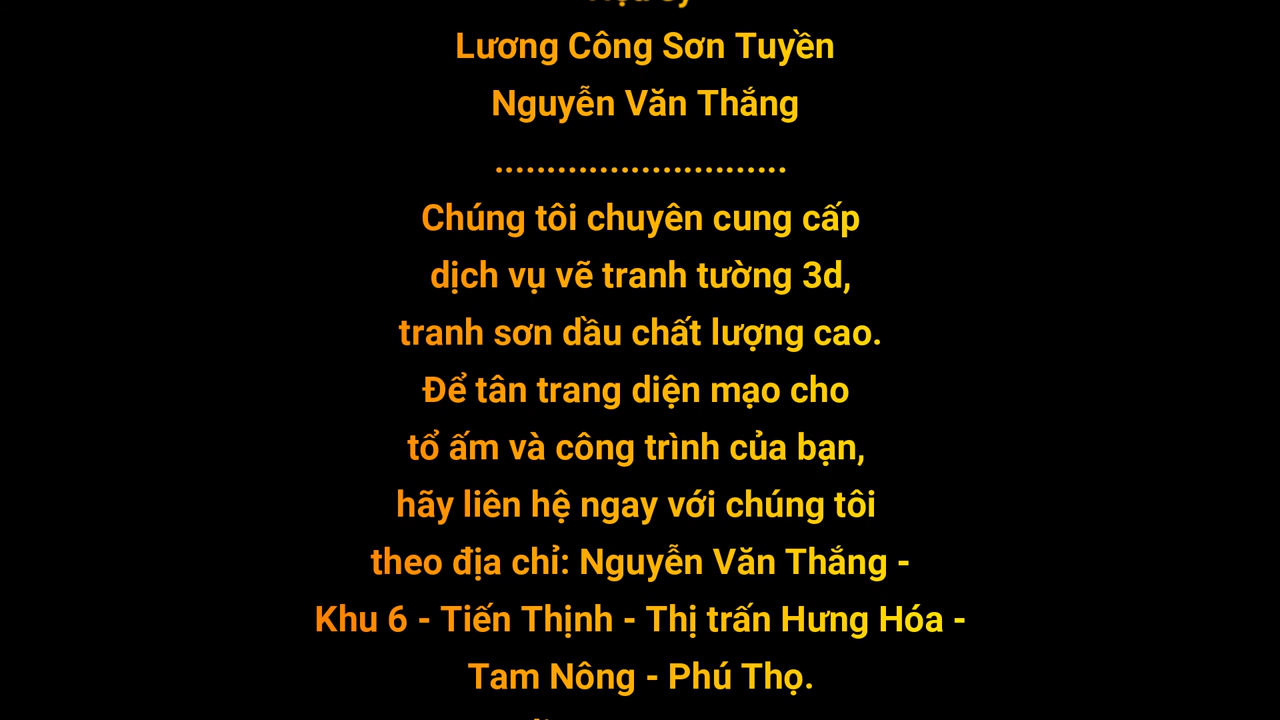 Lương Công Sơn Tuyền
Nguyễn Văn Thắng
............................
Chúng tôi chuyên cung cấp
dịch vụ vẽ tranh tường 3d,
tranh sơn dầu chất lượng cao.
Để tân trang diện mạo cho
tổ ấm và công trình của bạn,
hãy liên hệ ngay với chúng tôi
theo địa chỉ: Nguyễn Văn Thắng -
Khu 6 - Tiến Thịnh - Thị trấn Hưng Hóa -
Tam Nông - Phú Thọ.